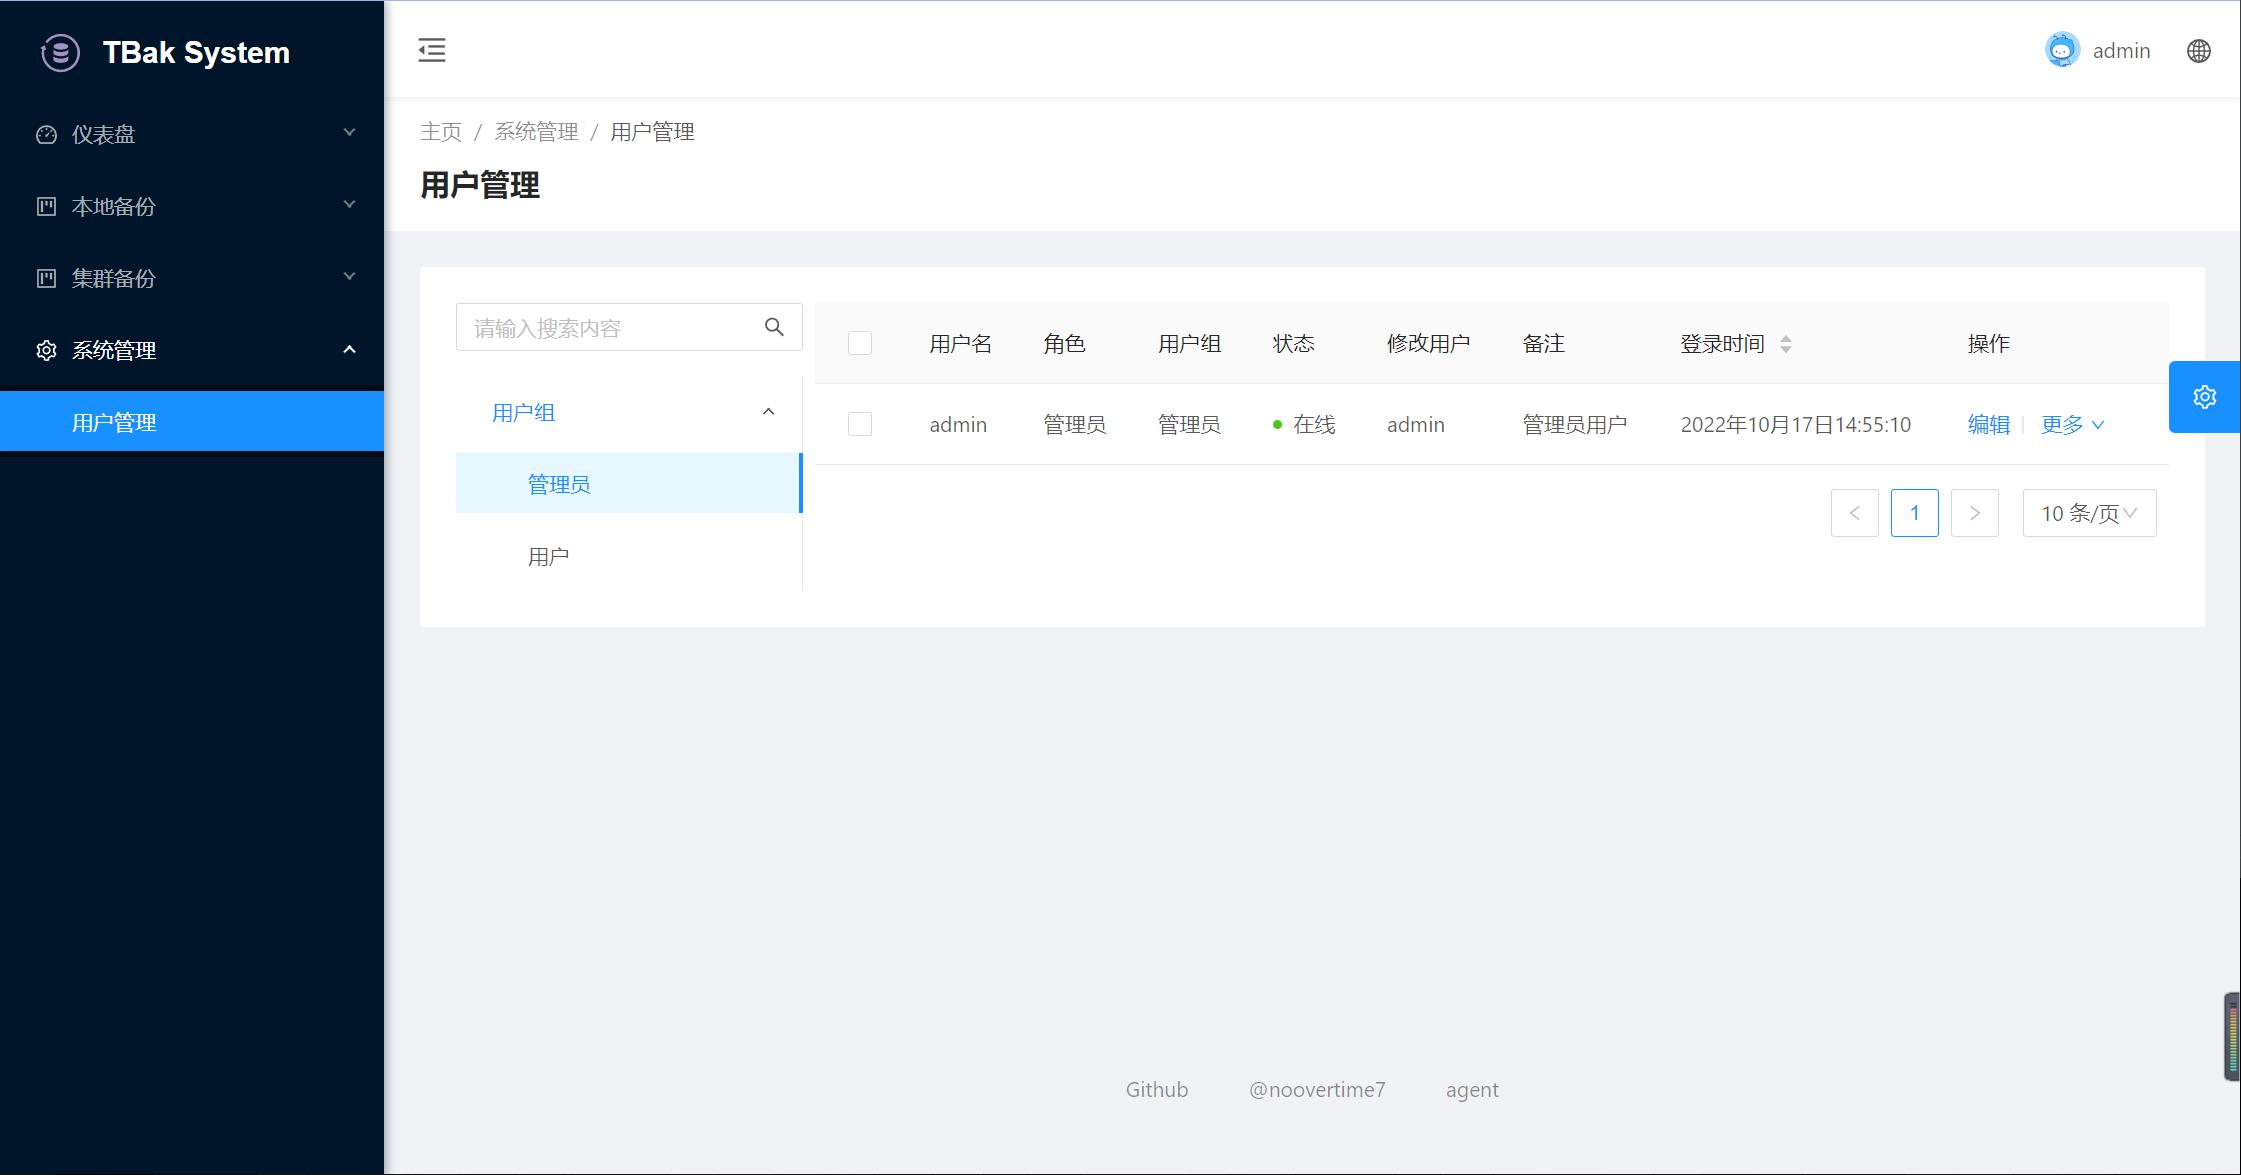 TBak System
admin
仪表盘
本地备份
集群备份
系统管理
用户管理
主页 / 系统管理 / 用户管理
用户管理
请输入搜索内容
用户组
管理员
用户
用户名 角色 用户组 状态 修改用户 备注 登录时间 操作
admin 管理员 管理员 在线 admin 管理员用户 2022年10月17日14:55:10 编辑 更多
< 1 > 10 条/页
Github @noovertime7 agent